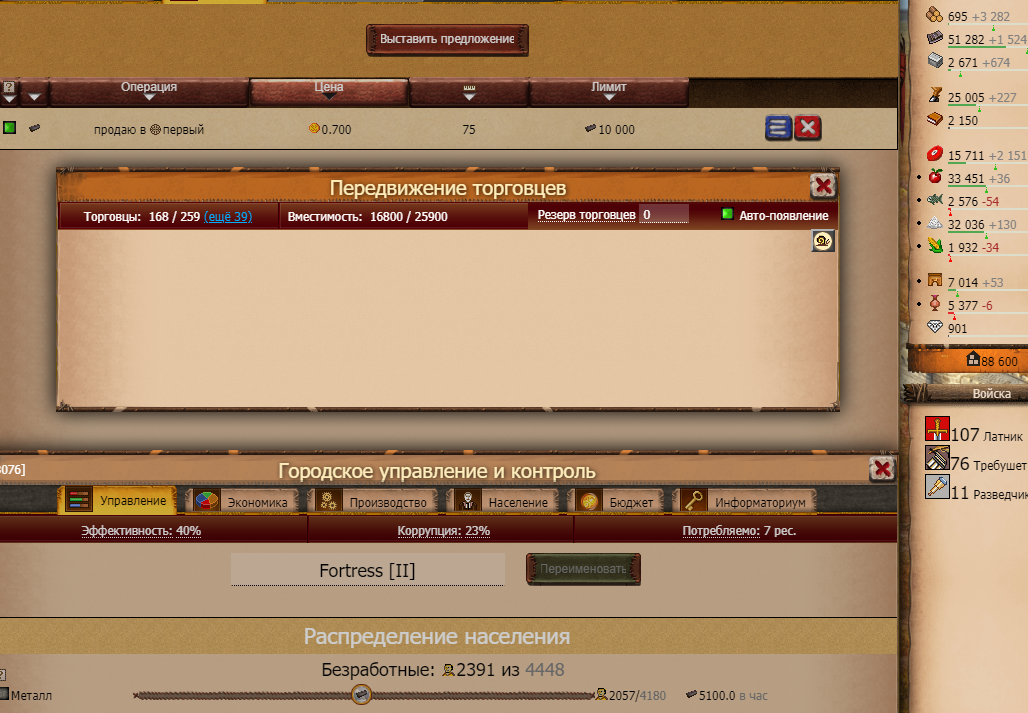 Выставить предложение
Операция Цена Лимит
продаю в первый 0.700 75 10 000
Передвижение торговцев
Торговцы: 168 / 259 (ещё 39) Вместимость: 16800 / 25900 Резерв торговцев 0 Авто-появление
3076]
Городское управление и контроль
Управление Экономика Производство Население Бюджет Информаториум
Эффективность: 40% Коррупция: 23% Потребляемо: 7 рес.
Fortress [II] Переименовать
Распределение населения
Безработные: 2391 из 4448
Металл 2057/4180 5100.0 в час
695 +3 282
51 282 +1 524
2 671 +674
25 005 +227
2 150
15 711 +2 151
33 451 +36
2 576 -54
32 036 +130
1 932 -34
7 014 +53
5 377 -6
901
88 600
Войска
107 Латник
76 Требушет
11 Разведчик